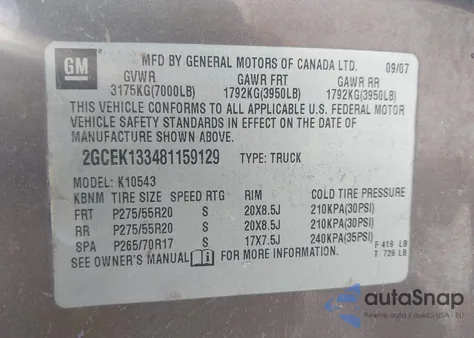 GM
MFD BY GENERAL MOTORS OF CANADA LTD. 09/07
GVWR GAWR FRT GAWR RR
3175KG(7000LB) 1792KG(3950LB) 1792KG(3950LB)
THIS VEHICLE CONFORMS TO ALL APPLICABLE U.S. FEDERAL MOTOR
VEHICLE SAFETY STANDARDS IN EFFECT ON THE DATE OF
MANUFACTURE SHOWN ABOVE.
2GCEK133481159129 TYPE: TRUCK
MODEL: K10543
KBNM TIRE SIZE SPEED RTG RIM COLD TIRE PRESSURE
FRT P275/55R20 S 20X8.5J 210KPA(30PSI)
RR P275/55R20 S 20X8.5J 210KPA(30PSI)
SPA P265/70R17 S 17X7.5J 240KPA(35PSI)
F 419 LB
SEE OWNER'S MANUAL i FOR MORE INFORMATION. T: 726 LB
autoSnap